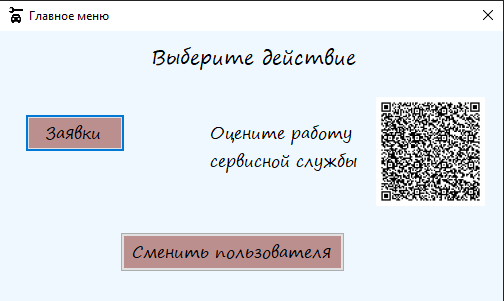 Главное меню
Выберите действие
Заявки
Оцените работу
сервисной службы
Сменить пользователя